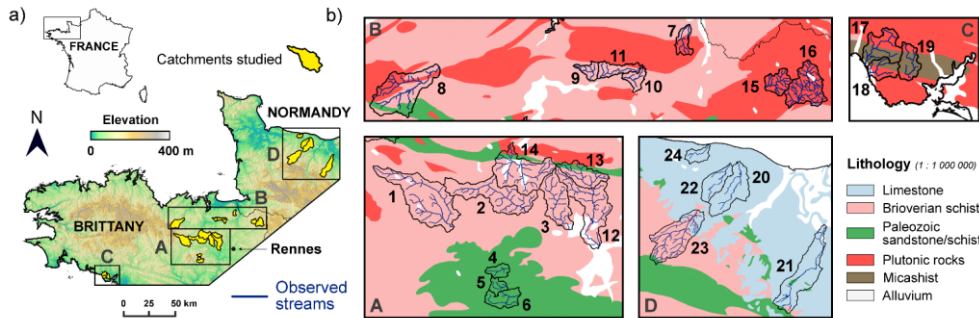 a)
FRANCE
Catchments studied
N
NORMANDY
Elevation
0 400 m
D
BRITTANY
B
A
Rennes
C
0 25 50 km
Observed streams
b)
B
7
8
9
11
10
15
16
17
C
19
18
1
14
13
2
3
12
4
5
6
A
24
22
20
23
21
D
Lithology (1 : 1 000 000)
Limestone
Brioverian schist
Paleozoic
sandstone/schist
Plutonic rocks
Micashist
Alluvium